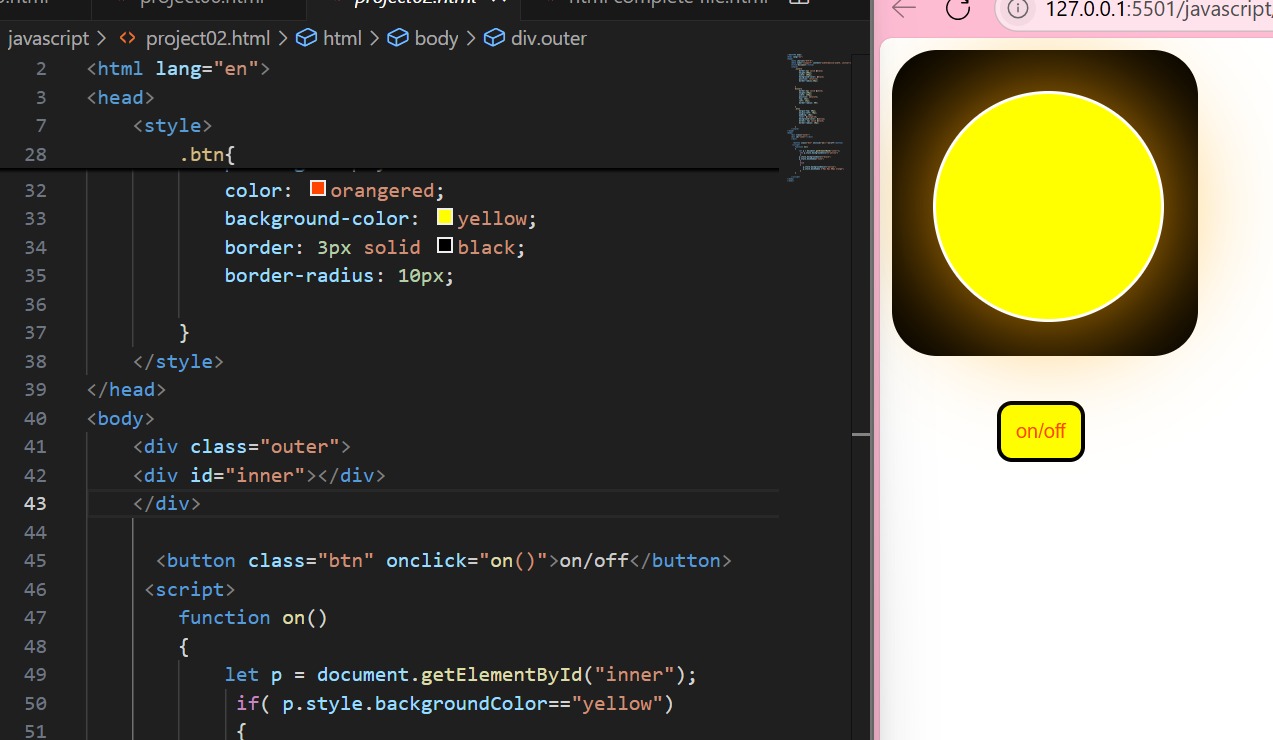 project02.html
html complete file.html
127.0.0.1:5501/javascript/
javascript > <> project02.html > html > body > div.outer
2 <html lang="en">
3 <head>
7 <style>
28 .btn{
32 color: orangered;
33 background-color: yellow;
34 border: 3px solid black;
35 border-radius: 10px;
36
37 }
38 </style>
39 </head>
40 <body>
41 <div class="outer">
42 <div id="inner"></div>
43 </div>
44
45 <button class="btn" onclick="on()">on/off</button>
46 <script>
47 function on()
48 {
49 let p = document.getElementById("inner");
50 if( p.style.backgroundColor=="yellow")
51 {
on/off